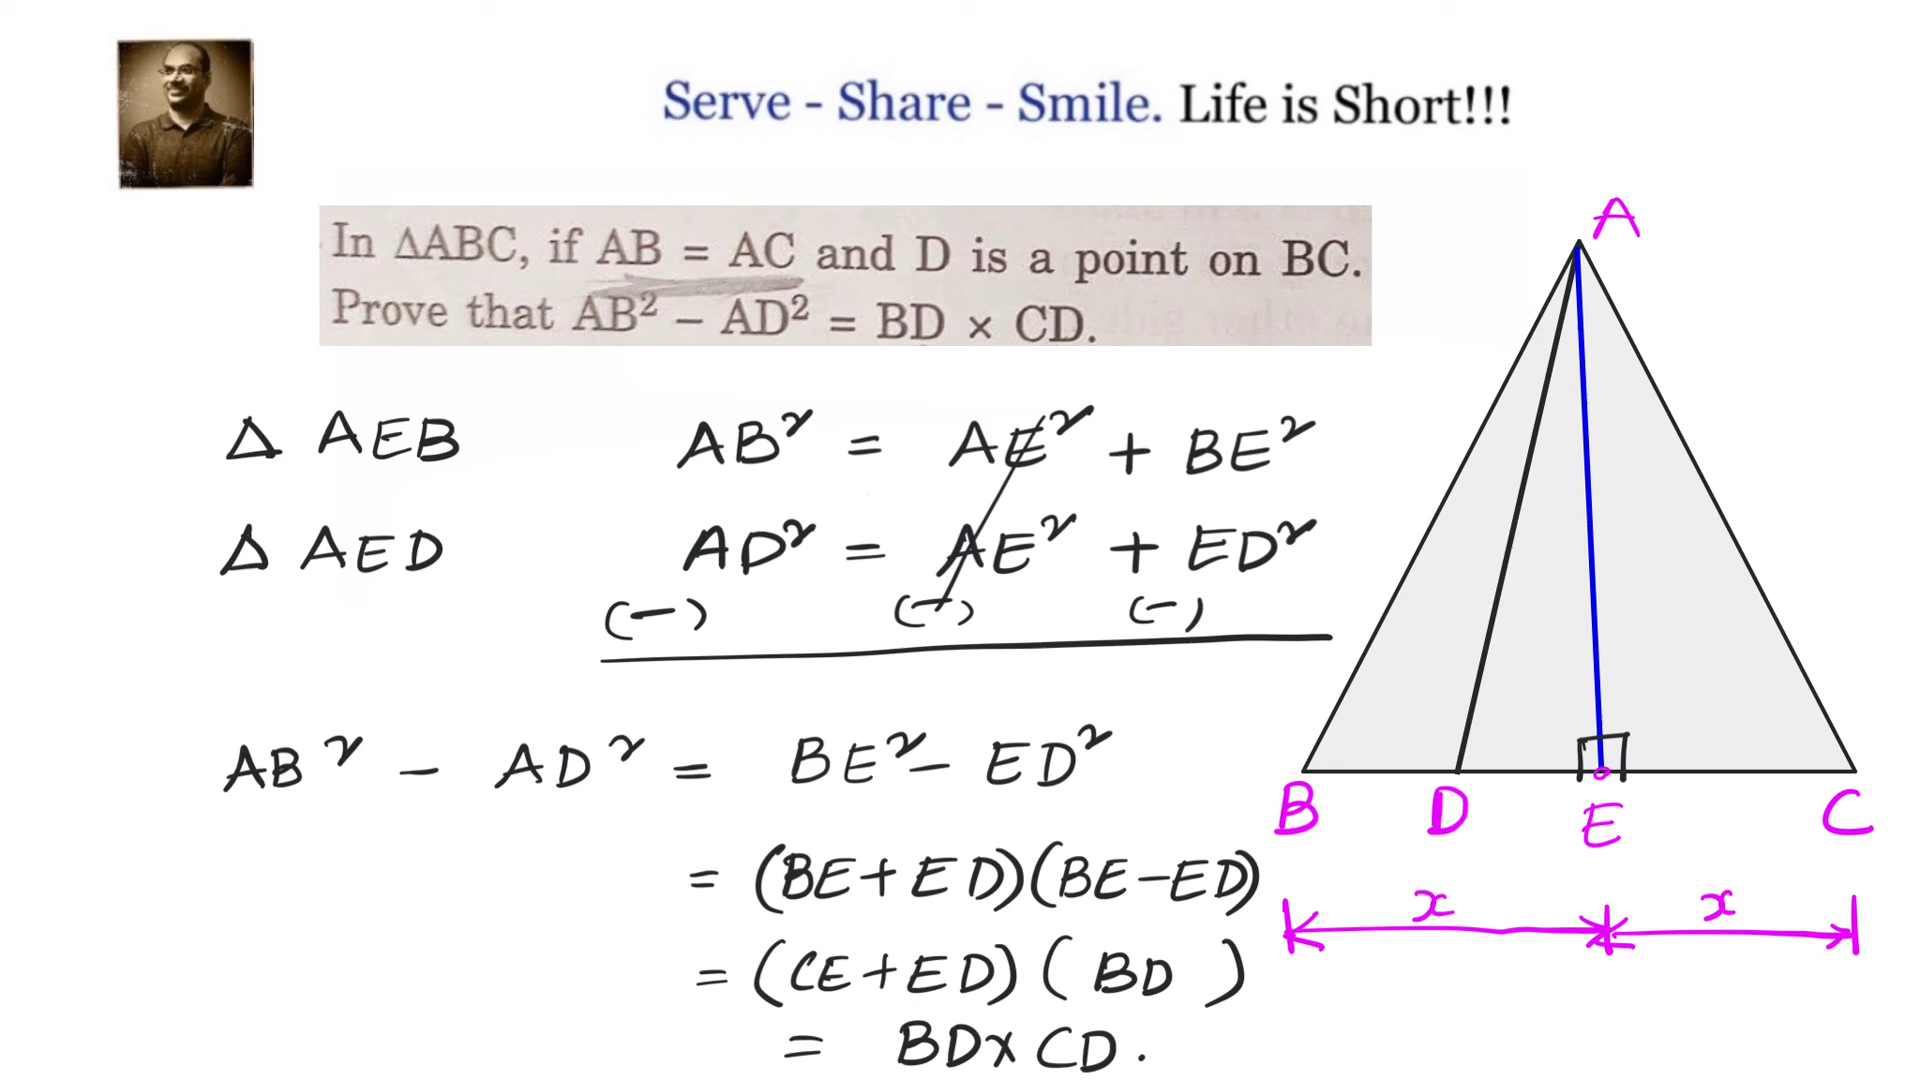 Serve - Share - Smile. Life is Short!!!
In ΔABC, if AB = AC and D is a point on BC.
Prove that AB² – AD² = BD × CD.
Δ AEB AB² = AE² + BE²
Δ AED AD² = AE² + ED²
(−) (−) (−)
AB² − AD² = BE² − ED²
= (BE+ED)(BE−ED)
= (CE+ED)( BD )
= BD×CD.
A
B D E C
x x